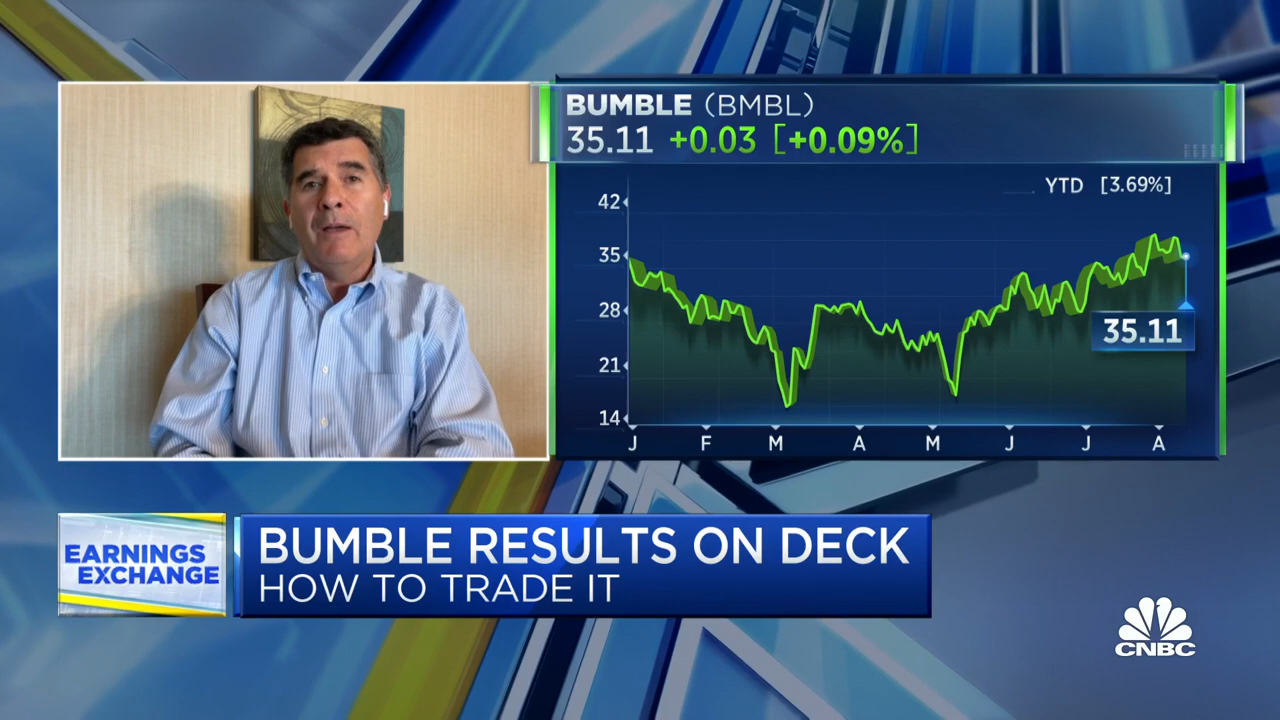 BUMBLE (BMBL)
35.11 +0.03 [+0.09%]
YTD [3.69%]
42
35
28
21
14
35.11
J F M A M J J A
EARNINGS
EXCHANGE
BUMBLE RESULTS ON DECK
HOW TO TRADE IT
CNBC